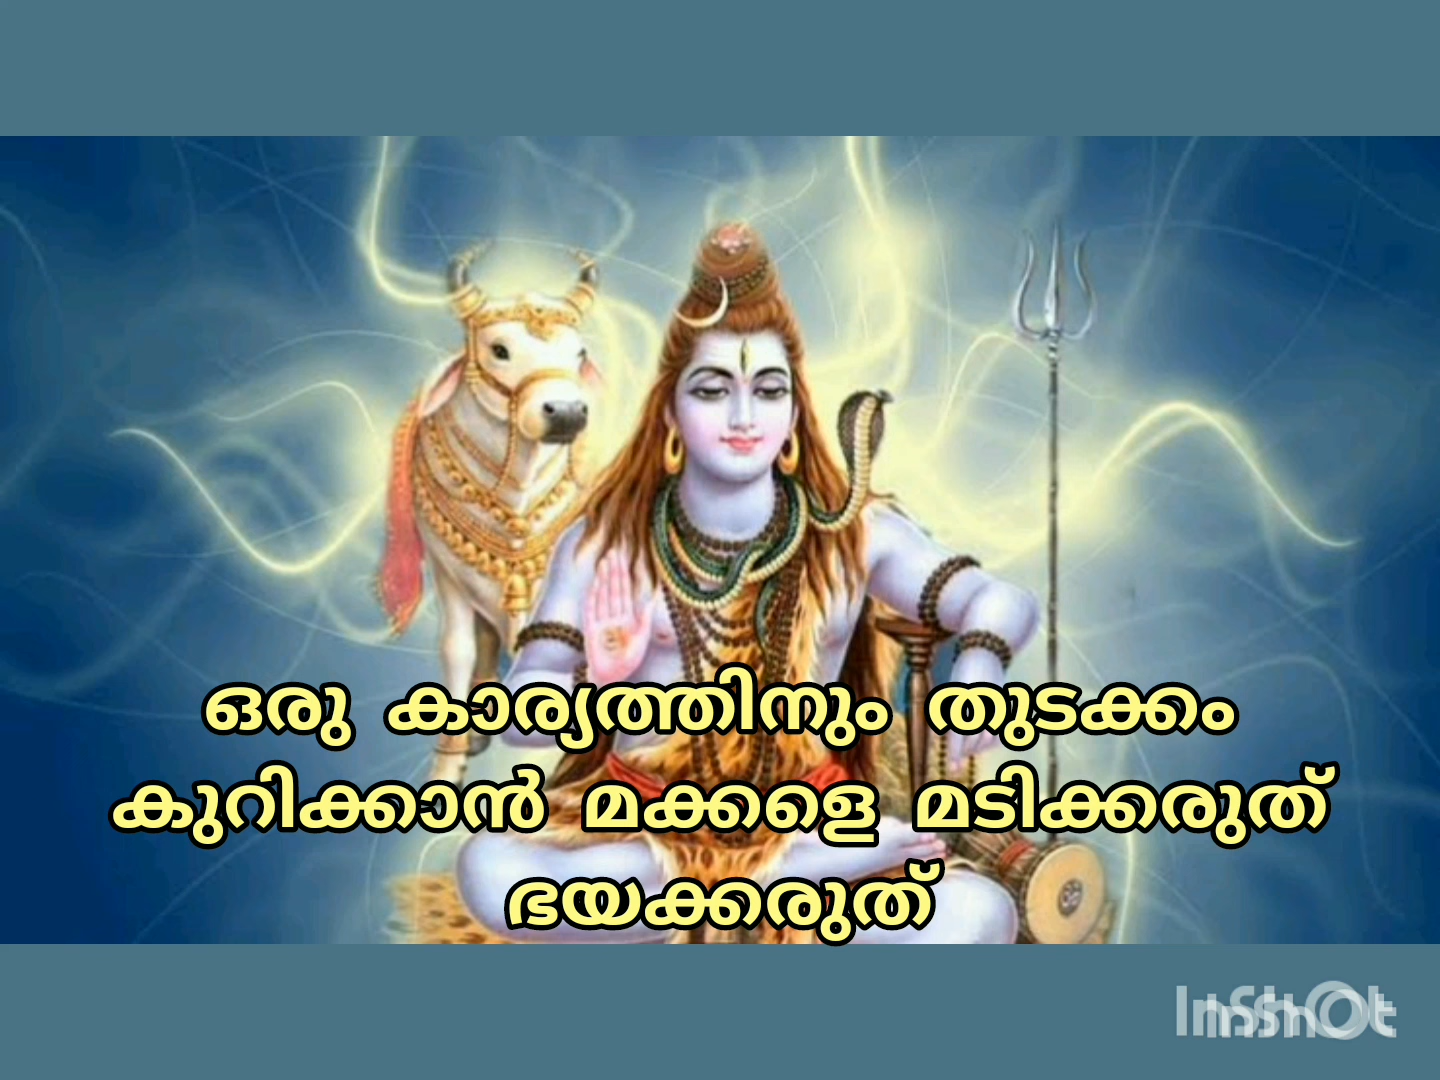 ഒരു കാര്യത്തിനും തുടക്കം
കുറിക്കാൻ മക്കളെ മടിക്കരുത്
ഭയക്കരുത്
InShOt